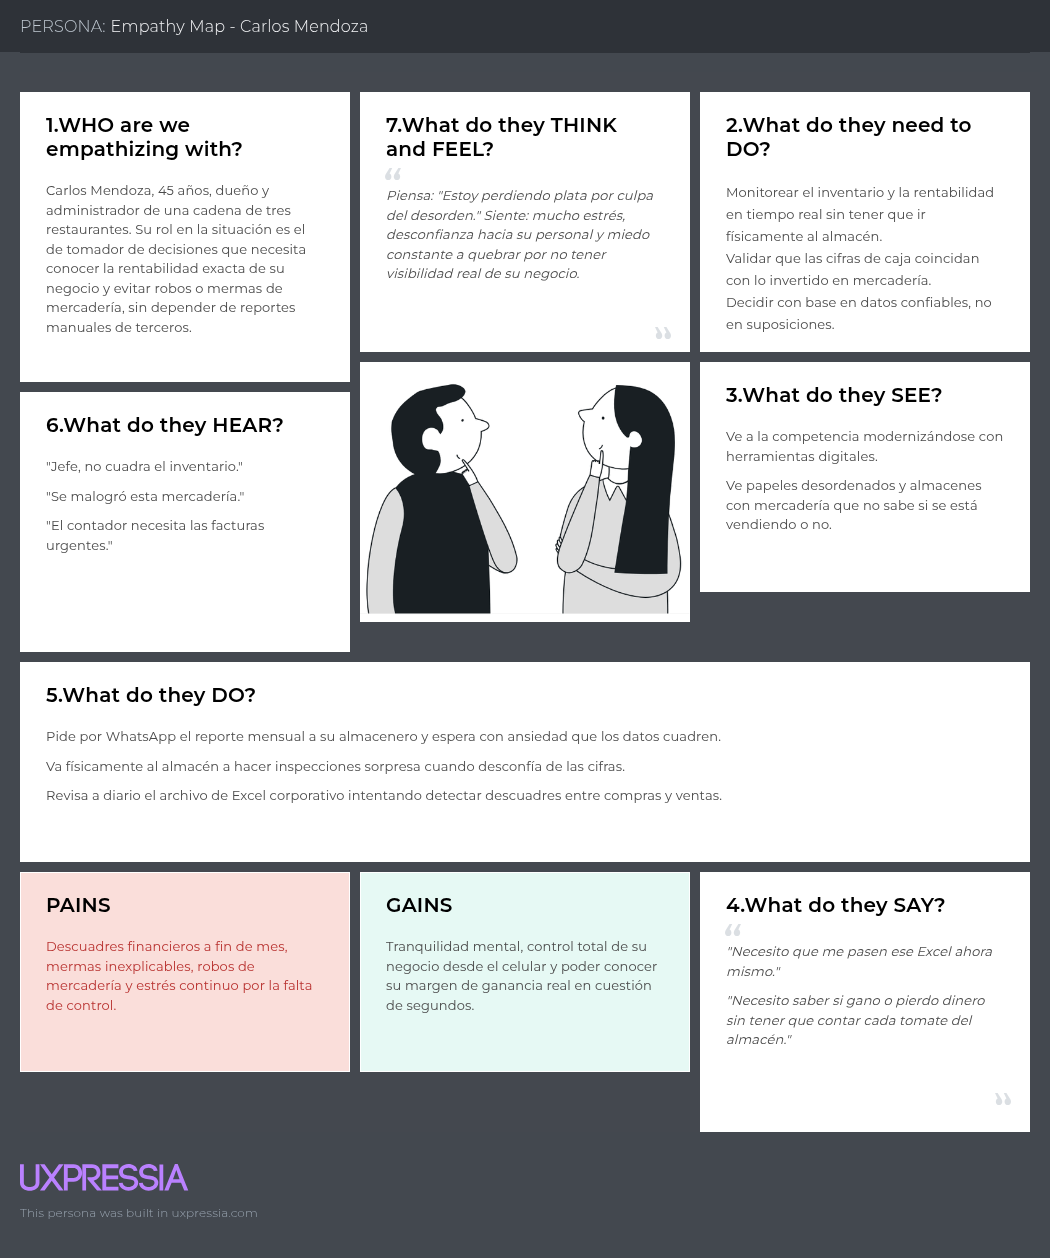 PERSONA: Empathy Map - Carlos Mendoza
1.WHO are we
empathizing with?
Carlos Mendoza, 45 años, dueño y
administrador de una cadena de tres
restaurantes. Su rol en la situación es el
de tomador de decisiones que necesita
conocer la rentabilidad exacta de su
negocio y evitar robos o mermas de
mercadería, sin depender de reportes
manuales de terceros.
7.What do they THINK
and FEEL?
“
Piensa: "Estoy perdiendo plata por culpa
del desorden." Siente: mucho estrés,
desconfianza hacia su personal y miedo
constante a quebrar por no tener
visibilidad real de su negocio.
”
2.What do they need to
DO?
Monitorear el inventario y la rentabilidad
en tiempo real sin tener que ir
físicamente al almacén.
Validar que las cifras de caja coincidan
con lo invertido en mercadería.
Decidir con base en datos confiables, no
en suposiciones.
6.What do they HEAR?
"Jefe, no cuadra el inventario."
"Se malogró esta mercadería."
"El contador necesita las facturas
urgentes."
3.What do they SEE?
Ve a la competencia modernizándose con
herramientas digitales.
Ve papeles desordenados y almacenes
con mercadería que no sabe si se está
vendiendo o no.
5.What do they DO?
Pide por WhatsApp el reporte mensual a su almacenero y espera con ansiedad que los datos cuadren.
Va físicamente al almacén a hacer inspecciones sorpresa cuando desconfía de las cifras.
Revisa a diario el archivo de Excel corporativo intentando detectar descuadres entre compras y ventas.
PAINS
Descuadres financieros a fin de mes,
mermas inexplicables, robos de
mercadería y estrés continuo por la falta
de control.
GAINS
Tranquilidad mental, control total de su
negocio desde el celular y poder conocer
su margen de ganancia real en cuestión
de segundos.
4.What do they SAY?
“
"Necesito que me pasen ese Excel ahora
mismo."
"Necesito saber si gano o pierdo dinero
sin tener que contar cada tomate del
almacén."
”
UXPRESSIA
This persona was built in uxpressia.com